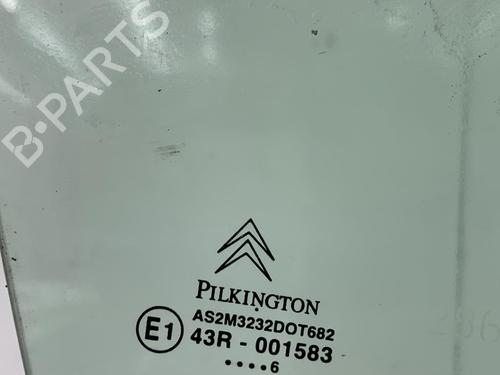 B-PARTS
PILKINGTON
AS2M3232DOT682
E1
43R - 001583
....6